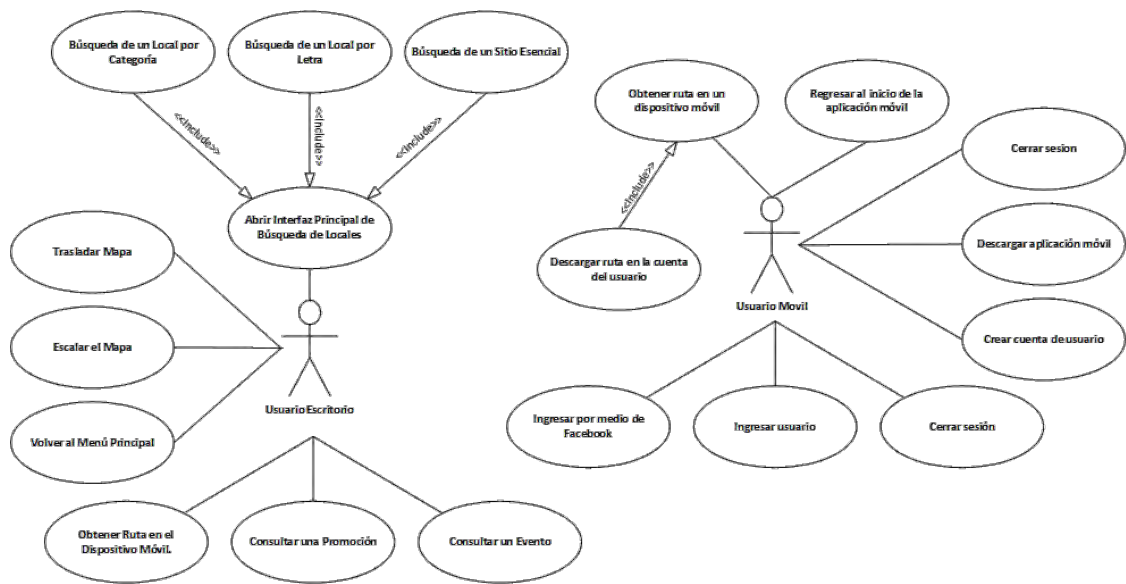 Búsqueda de un Local por
Categoría
Búsqueda de un Local por
Letra
Búsqueda de un Sitio Esencial
<<Include>>
<<Include>>
<<Include>>
Abrir Interfaz Principal de
Búsqueda de Locales
Trasladar Mapa
Escalar el Mapa
Volver al Menú Principal
Usuario Escritorio
Obtener Ruta en el
Dispositivo Móvil.
Consultar una Promoción
Consultar un Evento
Obtener ruta en un
dispositivo móvil
Regresar al inicio de la
aplicación móvil
<<Include>>
Descargar ruta en la cuenta
del usuario
Cerrar sesion
Descargar aplicación móvil
Crear cuenta de usuario
Usuario Movil
Ingresar por medio de
Facebook
Ingresar usuario
Cerrar sesión